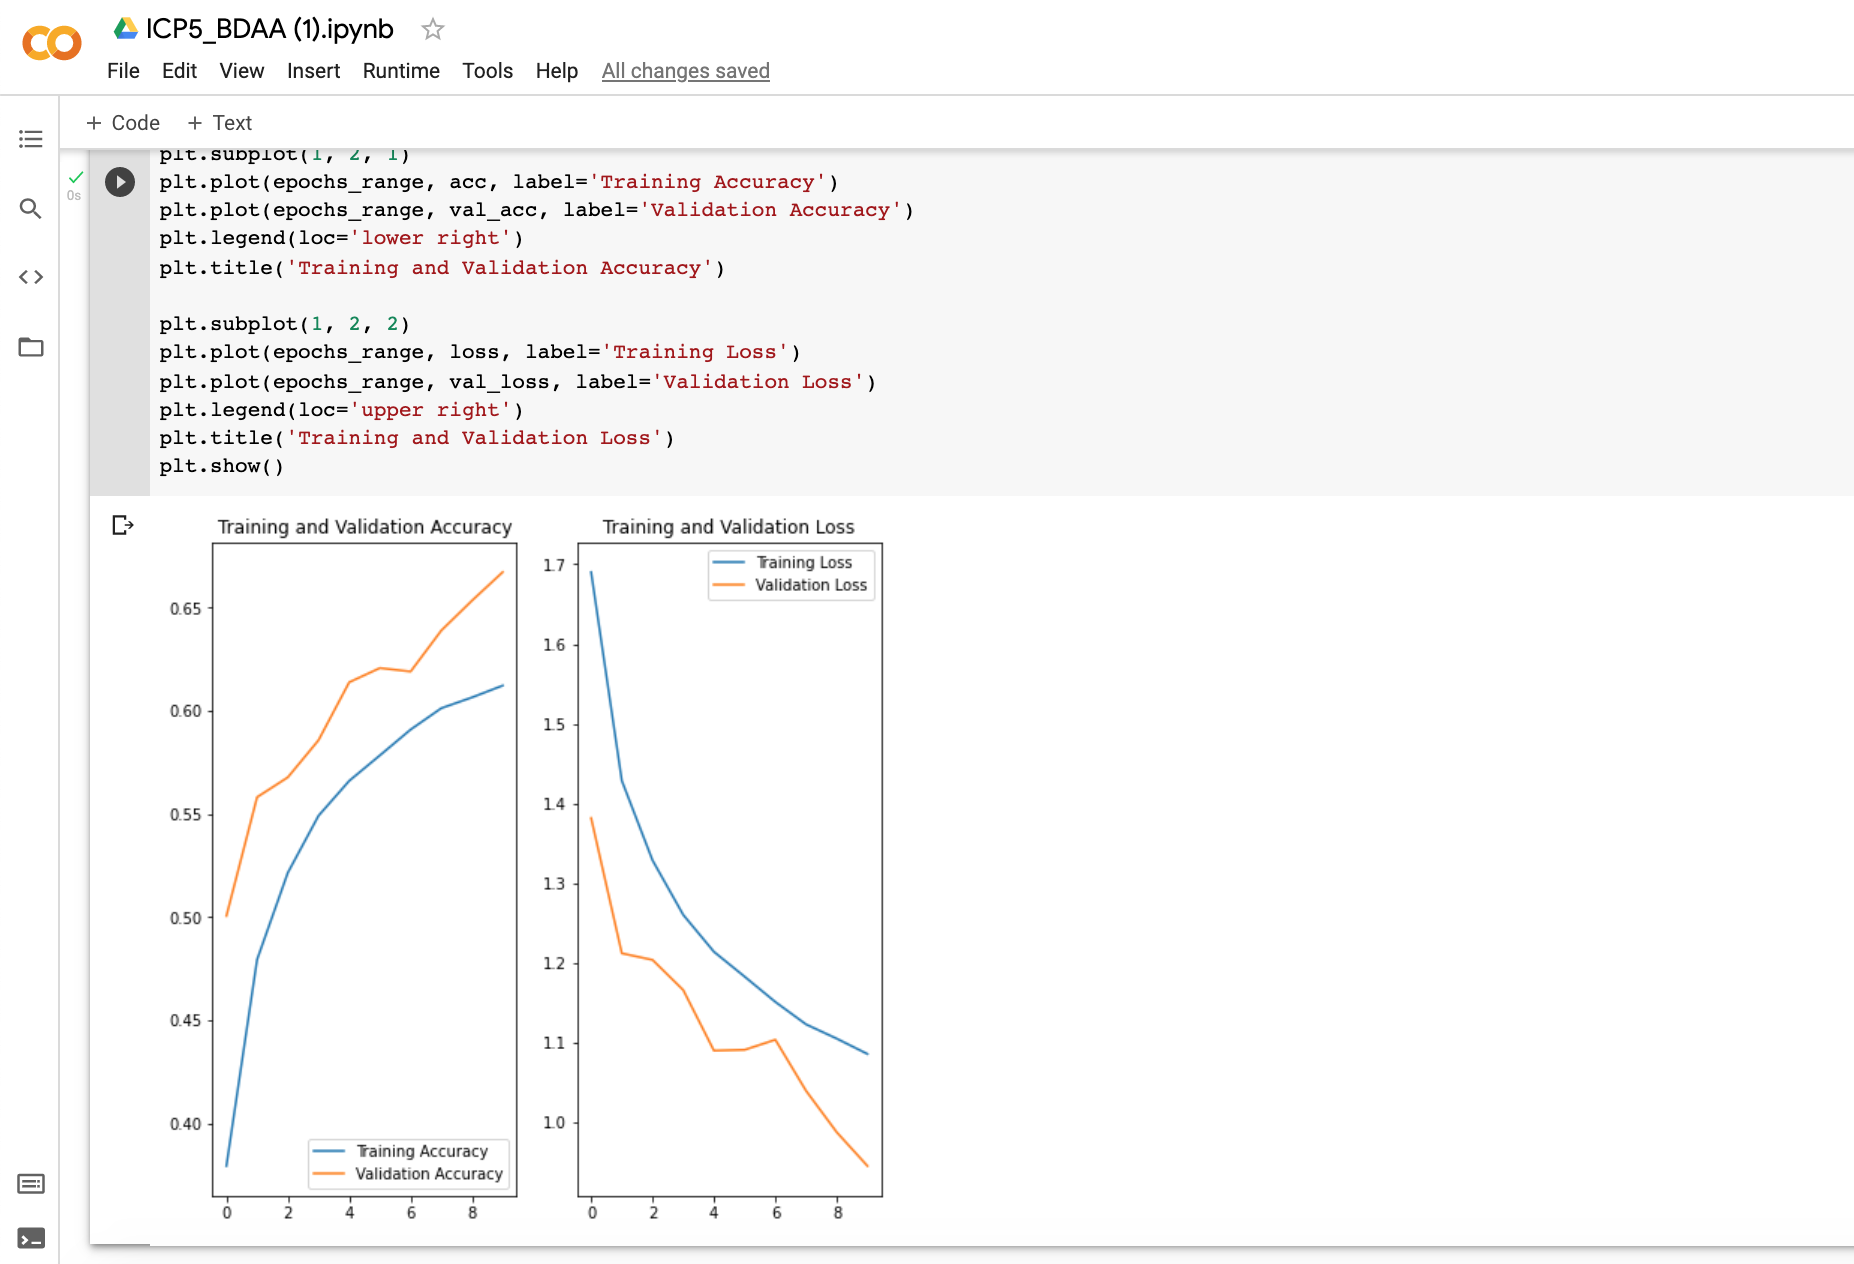 ICP5_BDAA (1).ipynb
File Edit View Insert Runtime Tools Help All changes saved
+ Code + Text
0s
plt.subplot(1, 2, 1)
plt.plot(epochs_range, acc, label='Training Accuracy')
plt.plot(epochs_range, val_acc, label='Validation Accuracy')
plt.legend(loc='lower right')
plt.title('Training and Validation Accuracy')
plt.subplot(1, 2, 2)
plt.plot(epochs_range, loss, label='Training Loss')
plt.plot(epochs_range, val_loss, label='Validation Loss')
plt.legend(loc='upper right')
plt.title('Training and Validation Loss')
plt.show()
Training and Validation Accuracy
0.65
0.60
0.55
0.50
0.45
0.40
Training Accuracy
Validation Accuracy
0 2 4 6 8
Training and Validation Loss
Training Loss
Validation Loss
1.7
1.6
1.5
1.4
1.3
1.2
1.1
1.0
0 2 4 6 8